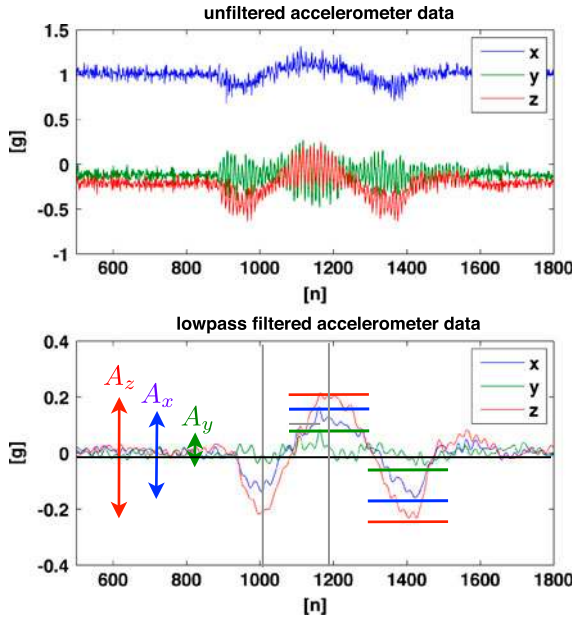 unfiltered accelerometer data
1.5
1
0.5
0
-0.5
-1
[g]
x
y
z
600 800 1000 1200 1400 1600 1800
[n]
lowpass filtered accelerometer data
0.4
0.2
0
-0.2
-0.4
[g]
A_z
A_x
A_y
x
y
z
600 800 1000 1200 1400 1600 1800
[n]